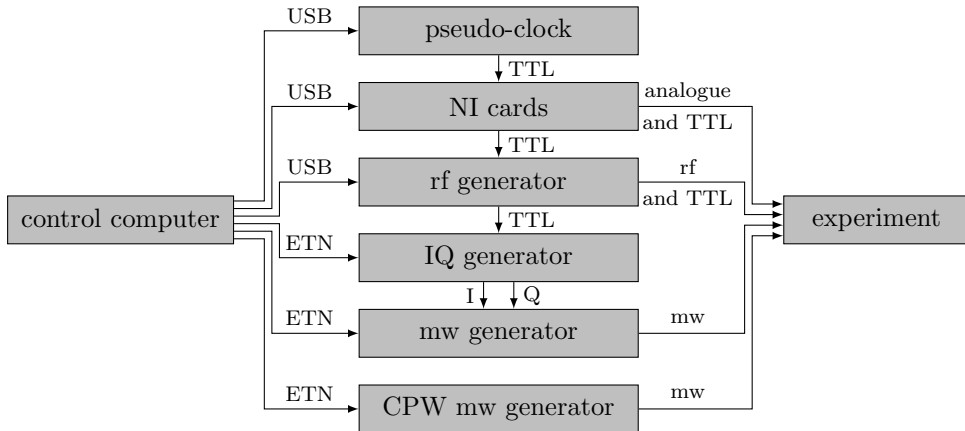 USB
pseudo-clock
TTL
USB
NI cards
analogue
and TTL
TTL
USB
rf generator
rf
and TTL
control computer
experiment
TTL
ETN
IQ generator
I
Q
ETN
mw generator
mw
ETN
CPW mw generator
mw